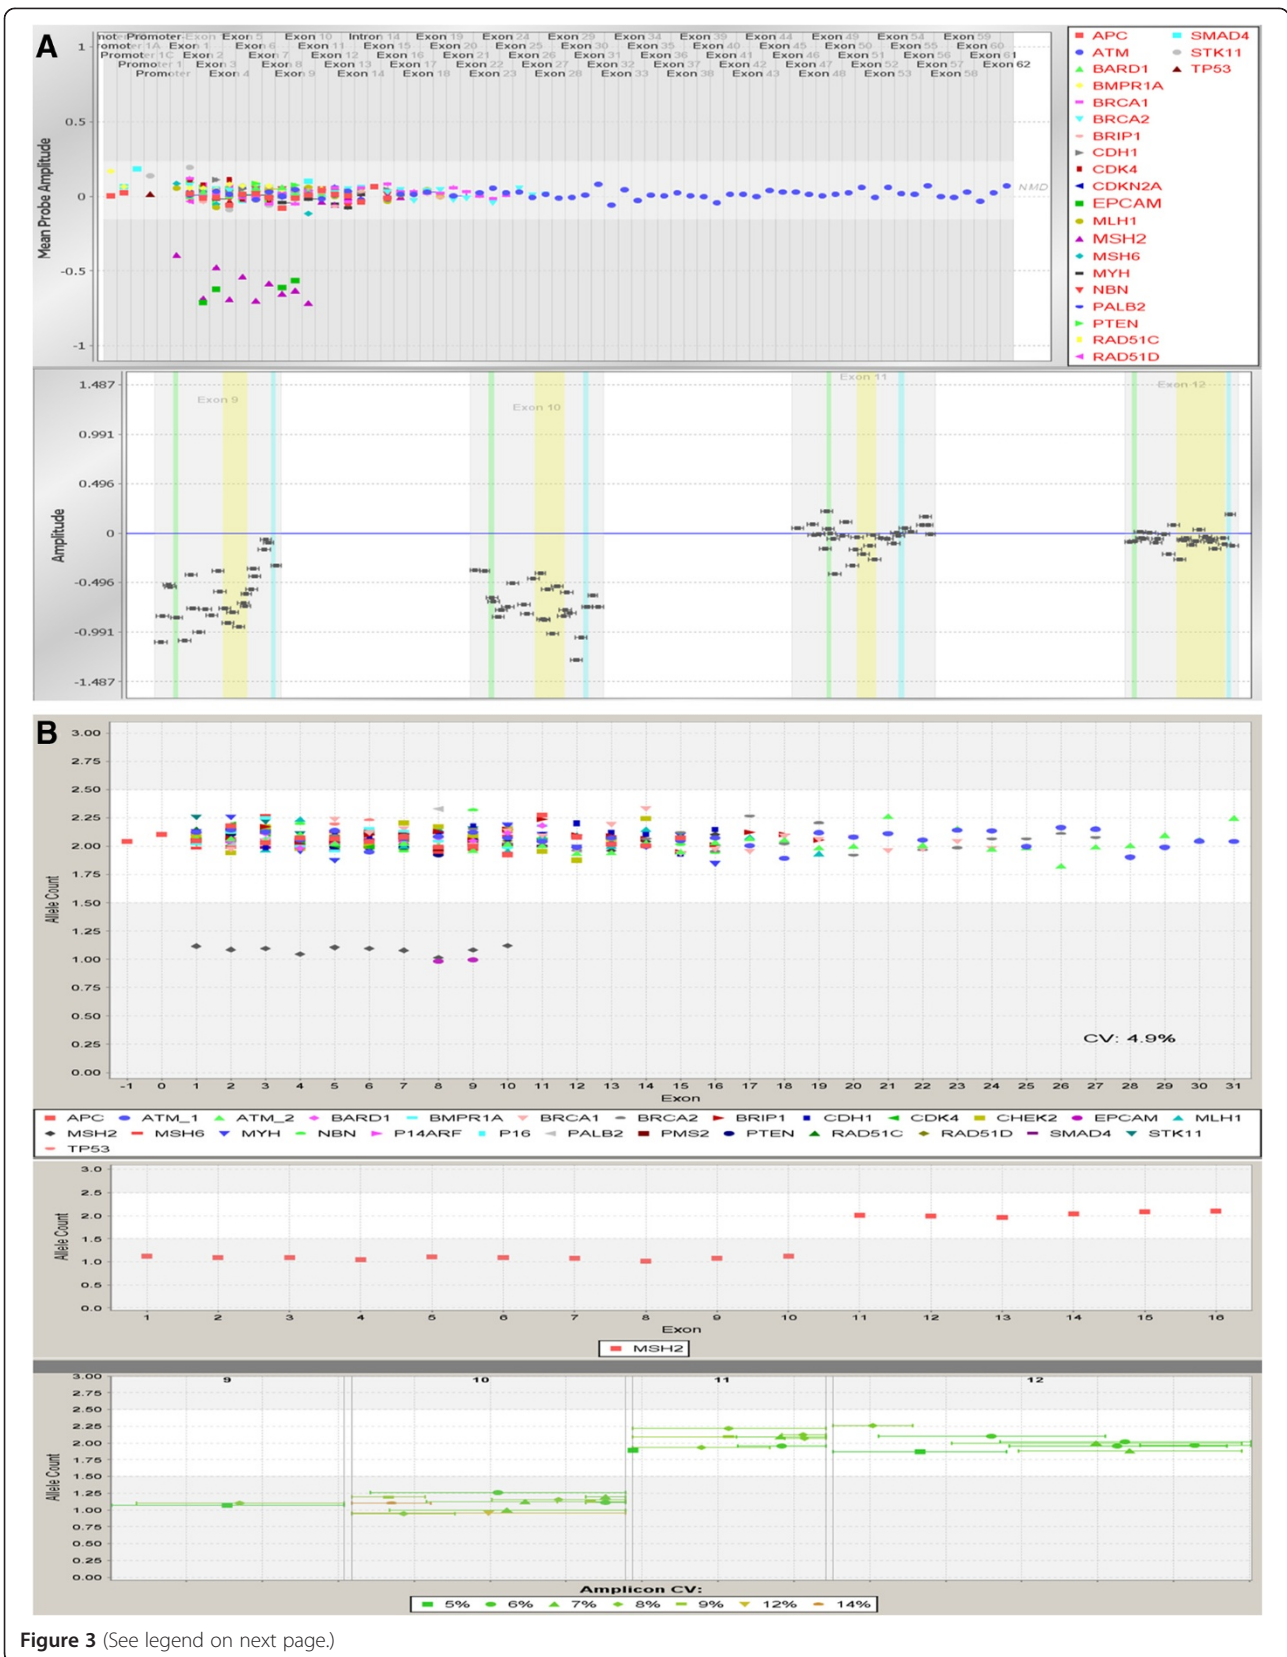 A
Exon 5
Exon 10
Intron 14
Exon 19
Exon 24
Exon 29
Exon 34
Exon 39
Exon 44
Exon 49
Exon 54
Exon 59
Exon 1
Exon 6
Exon 11
Exon 15
Exon 20
Exon 25
Exon 30
Exon 35
Exon 40
Exon 45
Exon 50
Exon 55
Exon 60
Exon 2
Exon 7
Exon 12
Exon 16
Exon 21
Exon 26
Exon 31
Exon 36
Exon 41
Exon 46
Exon 51
Exon 56
Exon 61
Exon 3
Exon 8
Exon 13
Exon 17
Exon 22
Exon 27
Exon 32
Exon 37
Exon 42
Exon 47
Exon 52
Exon 57
Exon 62
Promoter
Exon 4
Exon 9
Exon 14
Exon 18
Exon 23
Exon 28
Exon 33
Exon 38
Exon 43
Exon 48
Exon 53
Exon 58
Mean Probe Amplitude
1
0.5
0
-0.5
-1
NMD
APC
ATM
BARD1
BMPR1A
BRCA1
BRCA2
BRIP1
CDH1
CDK4
CDKN2A
EPCAM
MLH1
MSH2
MSH6
MYH
NBN
PALB2
PTEN
RAD51C
RAD51D
SMAD4
STK11
TP53
Amplitude
1.487
0.991
0.496
0
-0.496
-0.991
-1.487
Exon 9
Exon 10
Exon 11
Exon 12
B
Allele Count
3.00
2.75
2.50
2.25
2.00
1.75
1.50
1.25
1.00
0.75
0.50
0.25
0.00
CV: 4.9%
-1 0 1 2 3 4 5 6 7 8 9 10 11 12 13 14 15 16 17 18 19 20 21 22 23 24 25 26 27 28 29 30 31
Exon
APC ATM_1 ATM_2 BARD1 BMPR1A BRCA1 BRCA2 BRIP1 CDH1 CDK4 CHEK2 EPCAM MLH1
MSH2 MSH6 MYH NBN P14ARF P16 PALB2 PMS2 PTEN RAD51C RAD51D SMAD4 STK11
TP53
Allele Count
3.0
2.5
2.0
1.5
1.0
0.5
0.0
1 2 3 4 5 6 7 8 9 10 11 12 13 14 15 16
Exon
MSH2
9 10 11 12
Allele Count
3.00
2.75
2.50
2.25
2.00
1.75
1.50
1.25
1.00
0.75
0.50
0.25
0.00
Amplicon CV:
5% 6% 7% 8% 9% 12% 14%
Figure 3 (See legend on next page.)